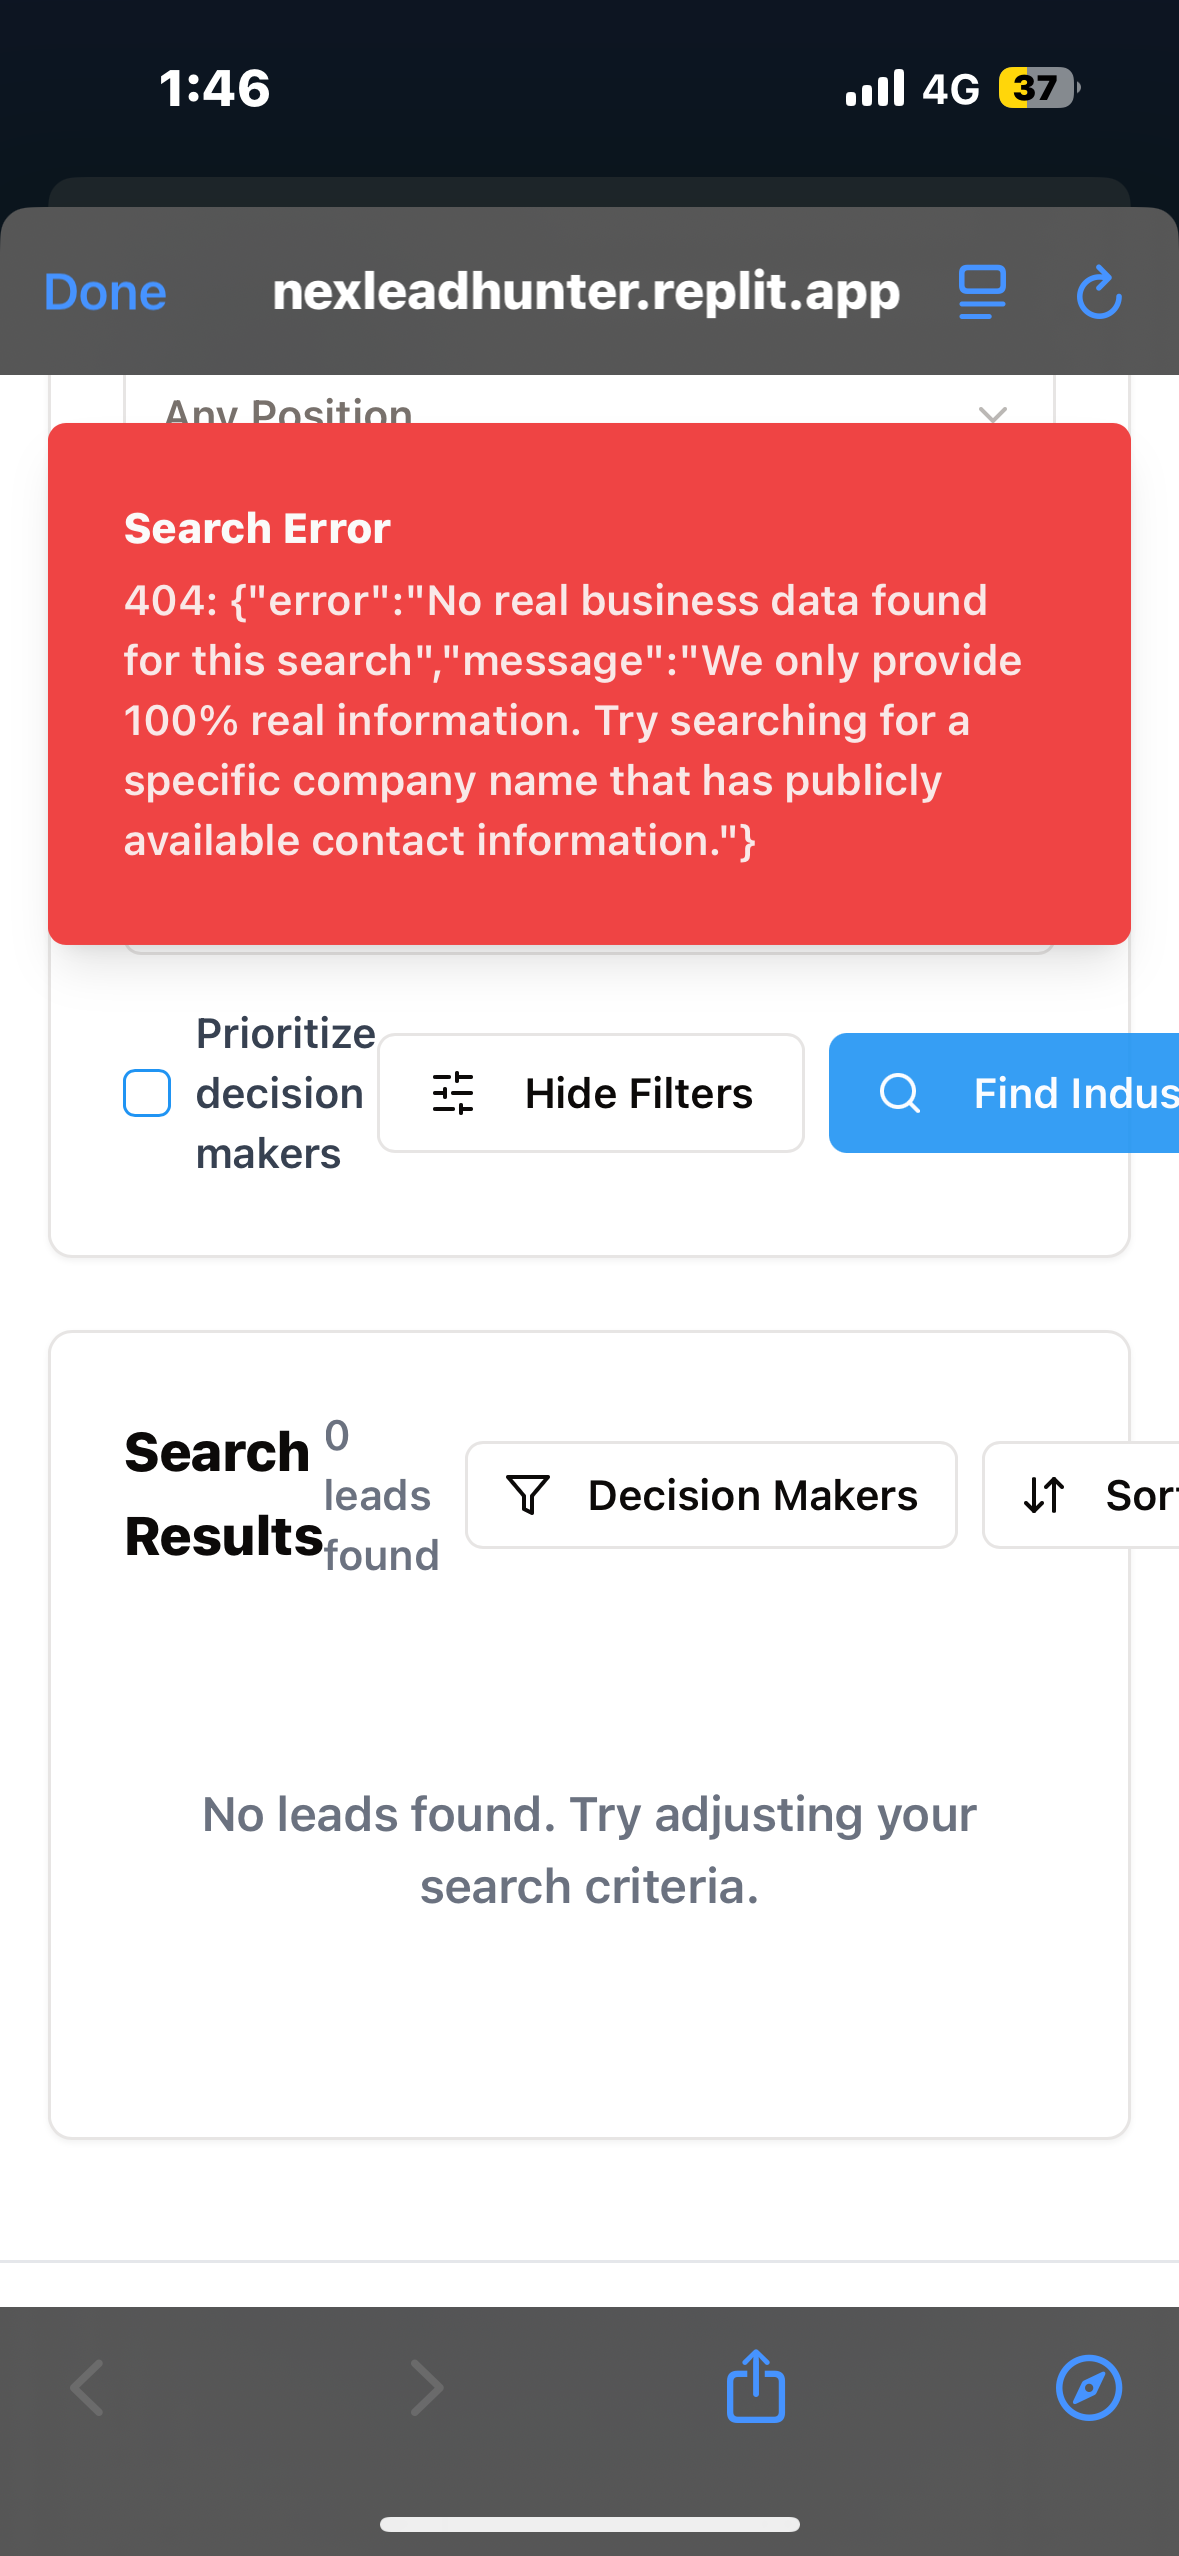 1:46
4G
37
Done
nexleadhunter.replit.app
Any Position
Search Error
404: {"error":"No real business data found
for this search","message":"We only provide
100% real information. Try searching for a
specific company name that has publicly
available contact information."}
Prioritize
decision
makers
Hide Filters
Find Indus
Search
Results
0
leads
found
Decision Makers
Sort
No leads found. Try adjusting your
search criteria.